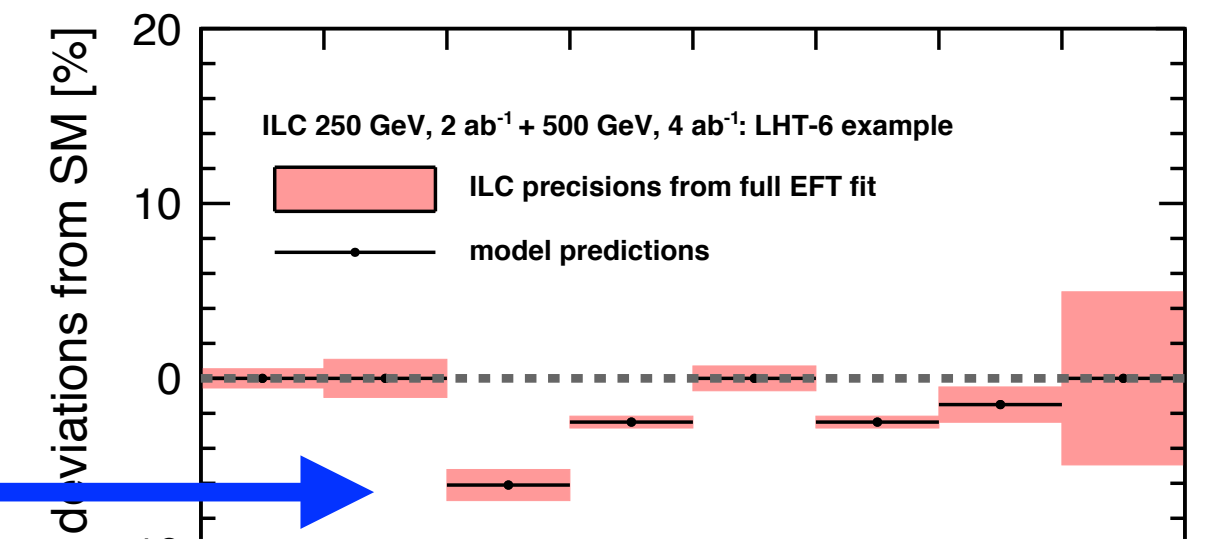 20
deviations from SM [%]
ILC 250 GeV, 2 ab⁻¹ + 500 GeV, 4 ab⁻¹: LHT-6 example
ILC precisions from full EFT fit
10
model predictions
0